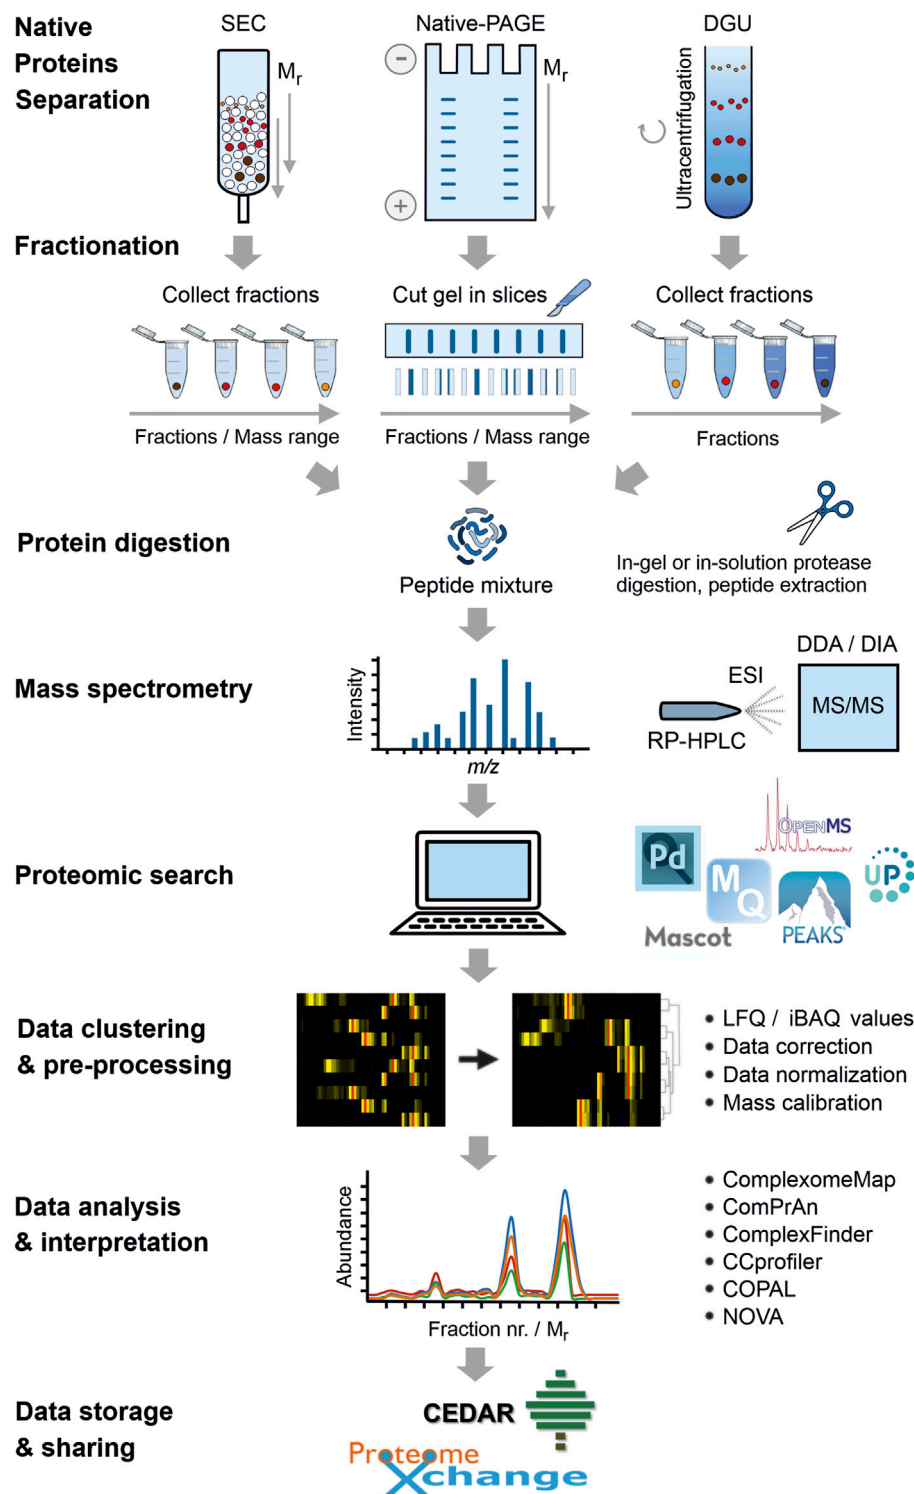 Native
Proteins
Separation
SEC
Mr
Native-PAGE
−
+
Mr
DGU
Ultracentrifugation
Fractionation
Collect fractions
Cut gel in slices
Collect fractions
Fractions / Mass range
Fractions / Mass range
Fractions
Protein digestion
Peptide mixture
In-gel or in-solution protease
digestion, peptide extraction
Mass spectrometry
Intensity
m/z
RP-HPLC
ESI
DDA / DIA
MS/MS
Proteomic search
OPENMS
Pd
MQ
UP
Mascot
PEAKS®
Data clustering
& pre-processing
• LFQ / iBAQ values
• Data correction
• Data normalization
• Mass calibration
Data analysis
& interpretation
Abundance
Fraction nr. / Mr
• ComplexomeMap
• ComPrAn
• ComplexFinder
• CCprofiler
• COPAL
• NOVA
Data storage
& sharing
CEDAR
Proteome
Xchange